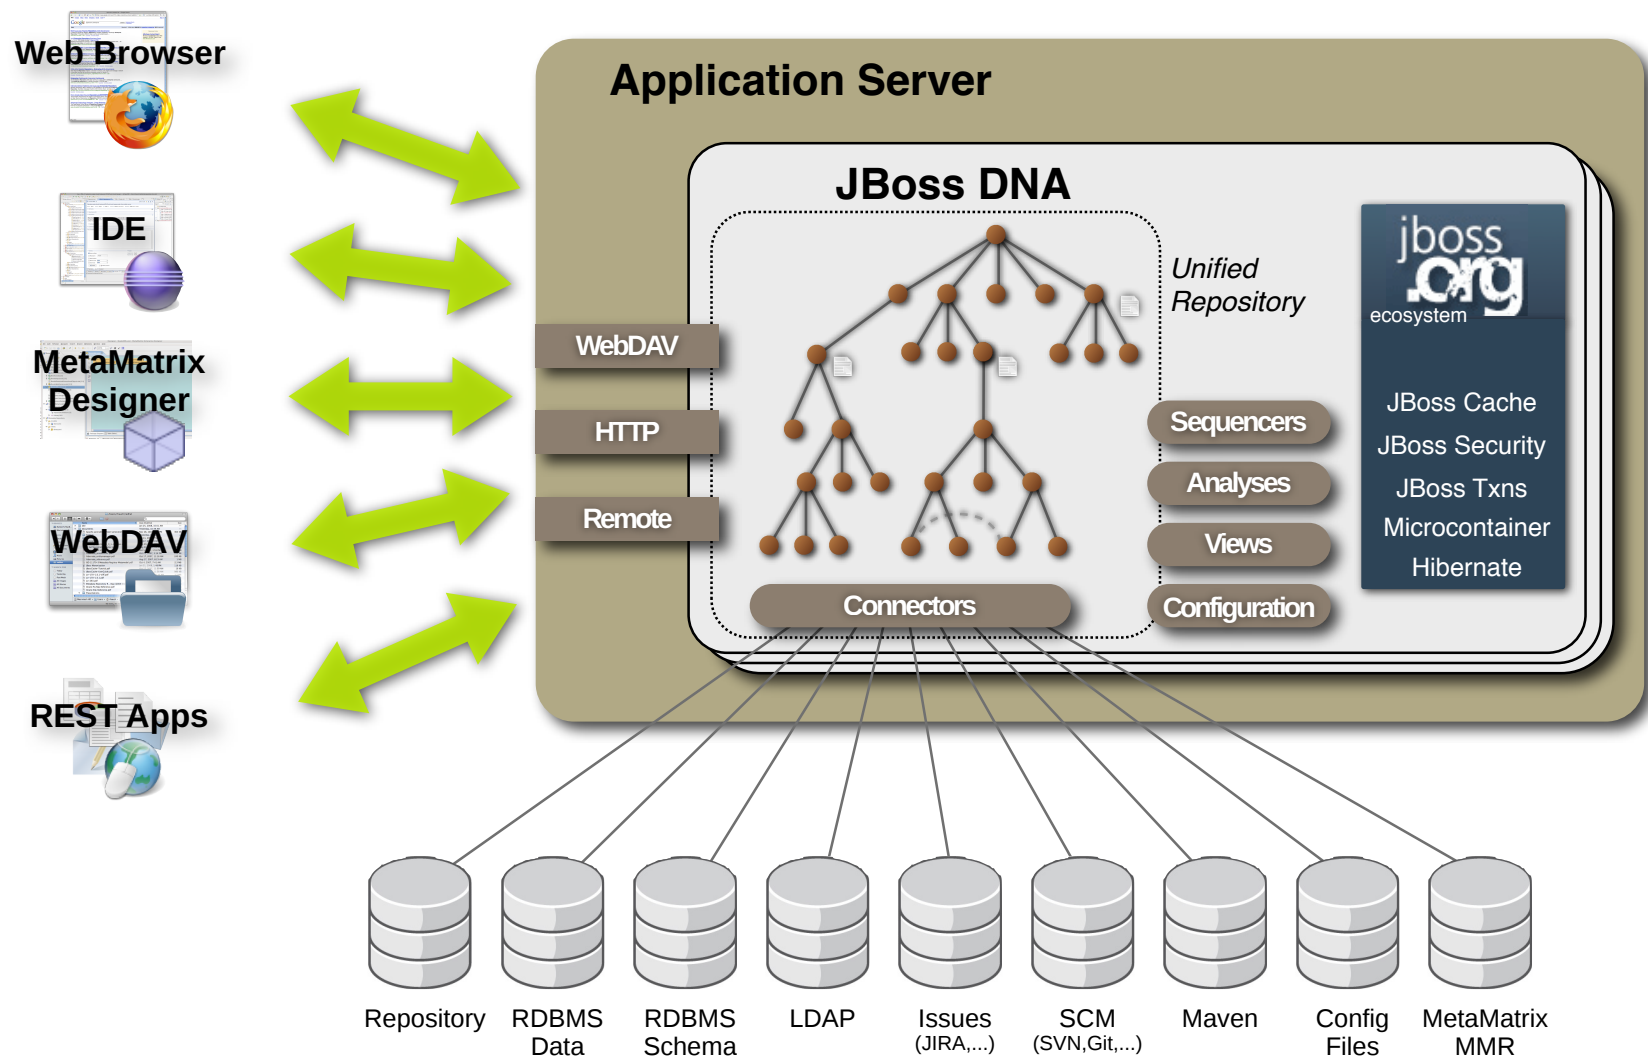 Web Browser
IDE
MetaMatrix
Designer
WebDAV
REST Apps
Application Server
JBoss DNA
Unified
Repository
WebDAV
HTTP
Remote
Sequencers
Analyses
Views
Configuration
Connectors
jboss
.org
ecosystem
JBoss Cache
JBoss Security
JBoss Txns
Microcontainer
Hibernate
Repository
RDBMS
Data
RDBMS
Schema
LDAP
Issues
(JIRA,...)
SCM
(SVN,Git,...)
Maven
Config
Files
MetaMatrix
MMR